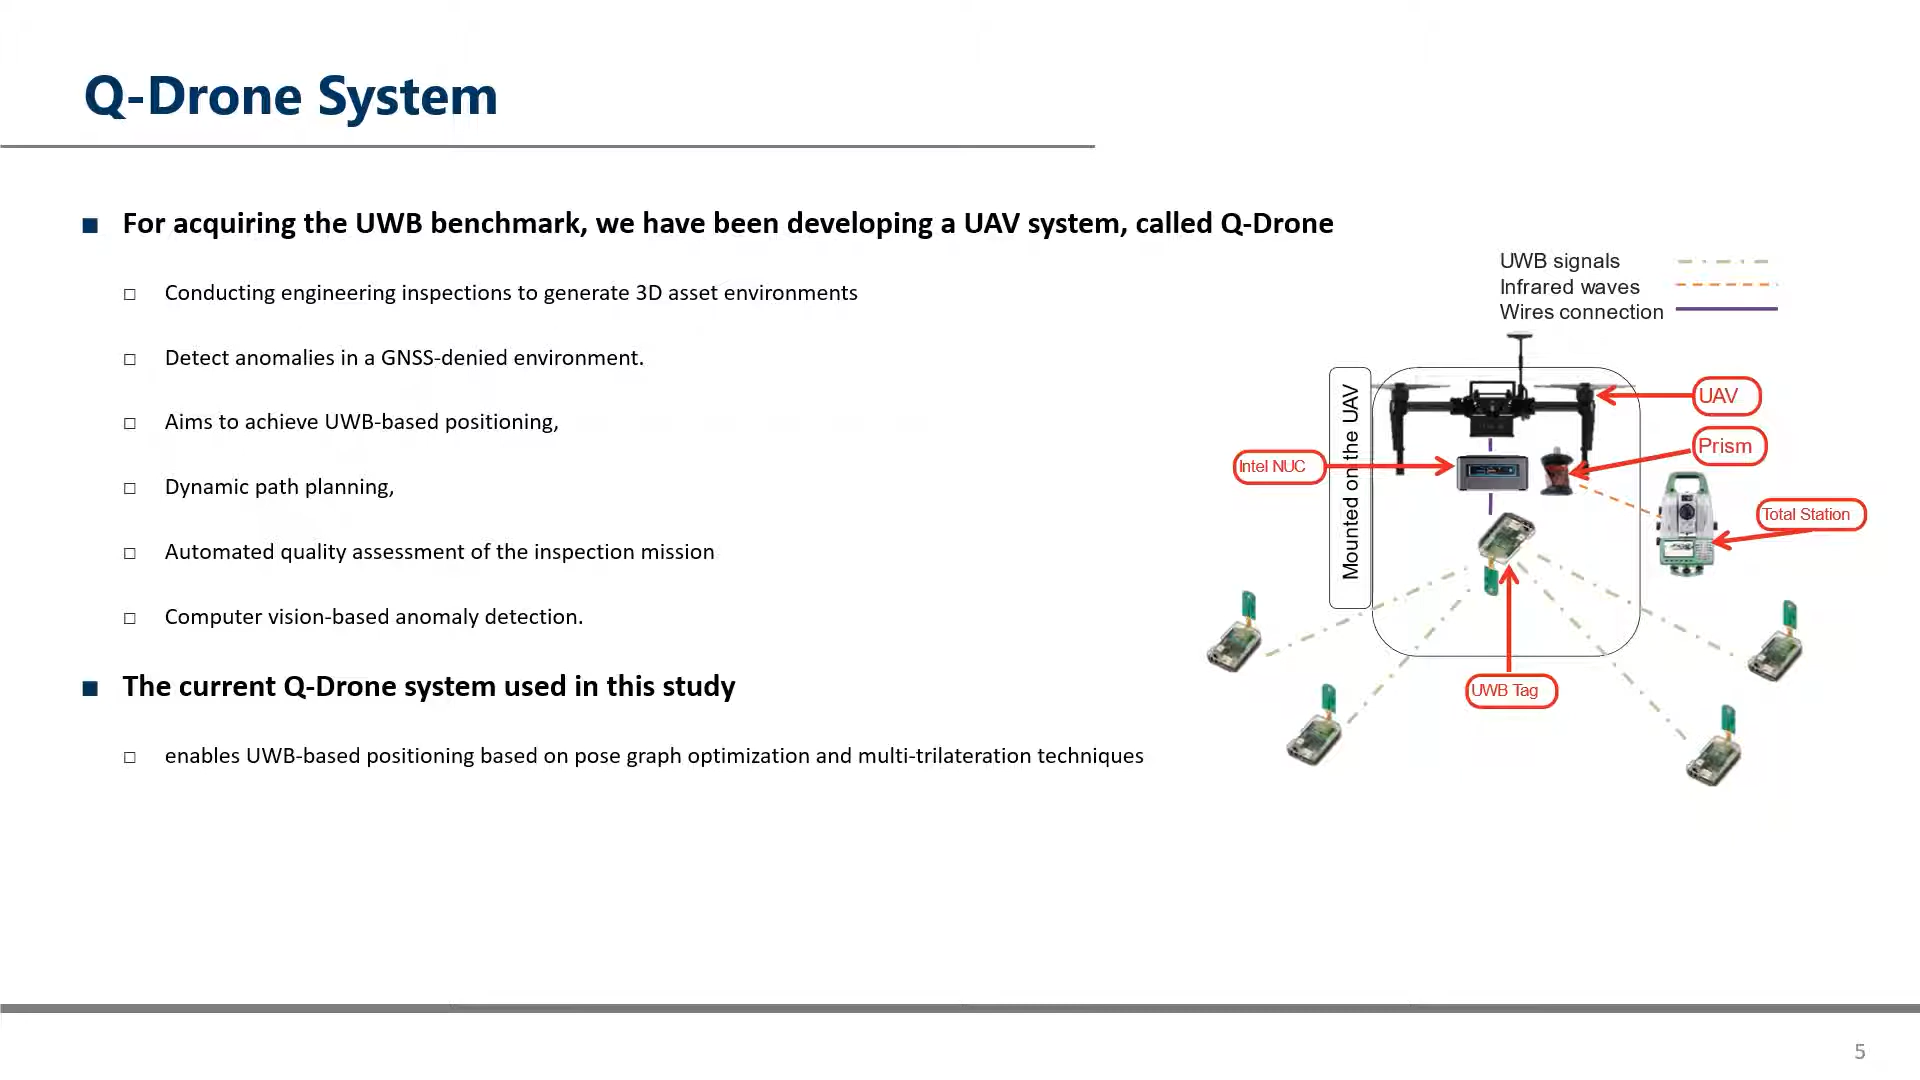 Q-Drone System
For acquiring the UWB benchmark, we have been developing a UAV system, called Q-Drone
Conducting engineering inspections to generate 3D asset environments
Detect anomalies in a GNSS-denied environment.
Aims to achieve UWB-based positioning,
Dynamic path planning,
Automated quality assessment of the inspection mission
Computer vision-based anomaly detection.
The current Q-Drone system used in this study
enables UWB-based positioning based on pose graph optimization and multi-trilateration techniques
UWB signals
Infrared waves
Wires connection
Mounted on the UAV
UAV
Prism
Intel NUC
Total Station
UWB Tag
5